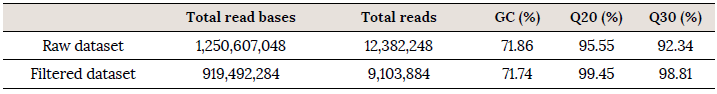 Total read bases Total reads GC (%) Q20 (%) Q30 (%)
Raw dataset 1,250,607,048 12,382,248 71.86 95.55 92.34
Filtered dataset 919,492,284 9,103,884 71.74 99.45 98.81